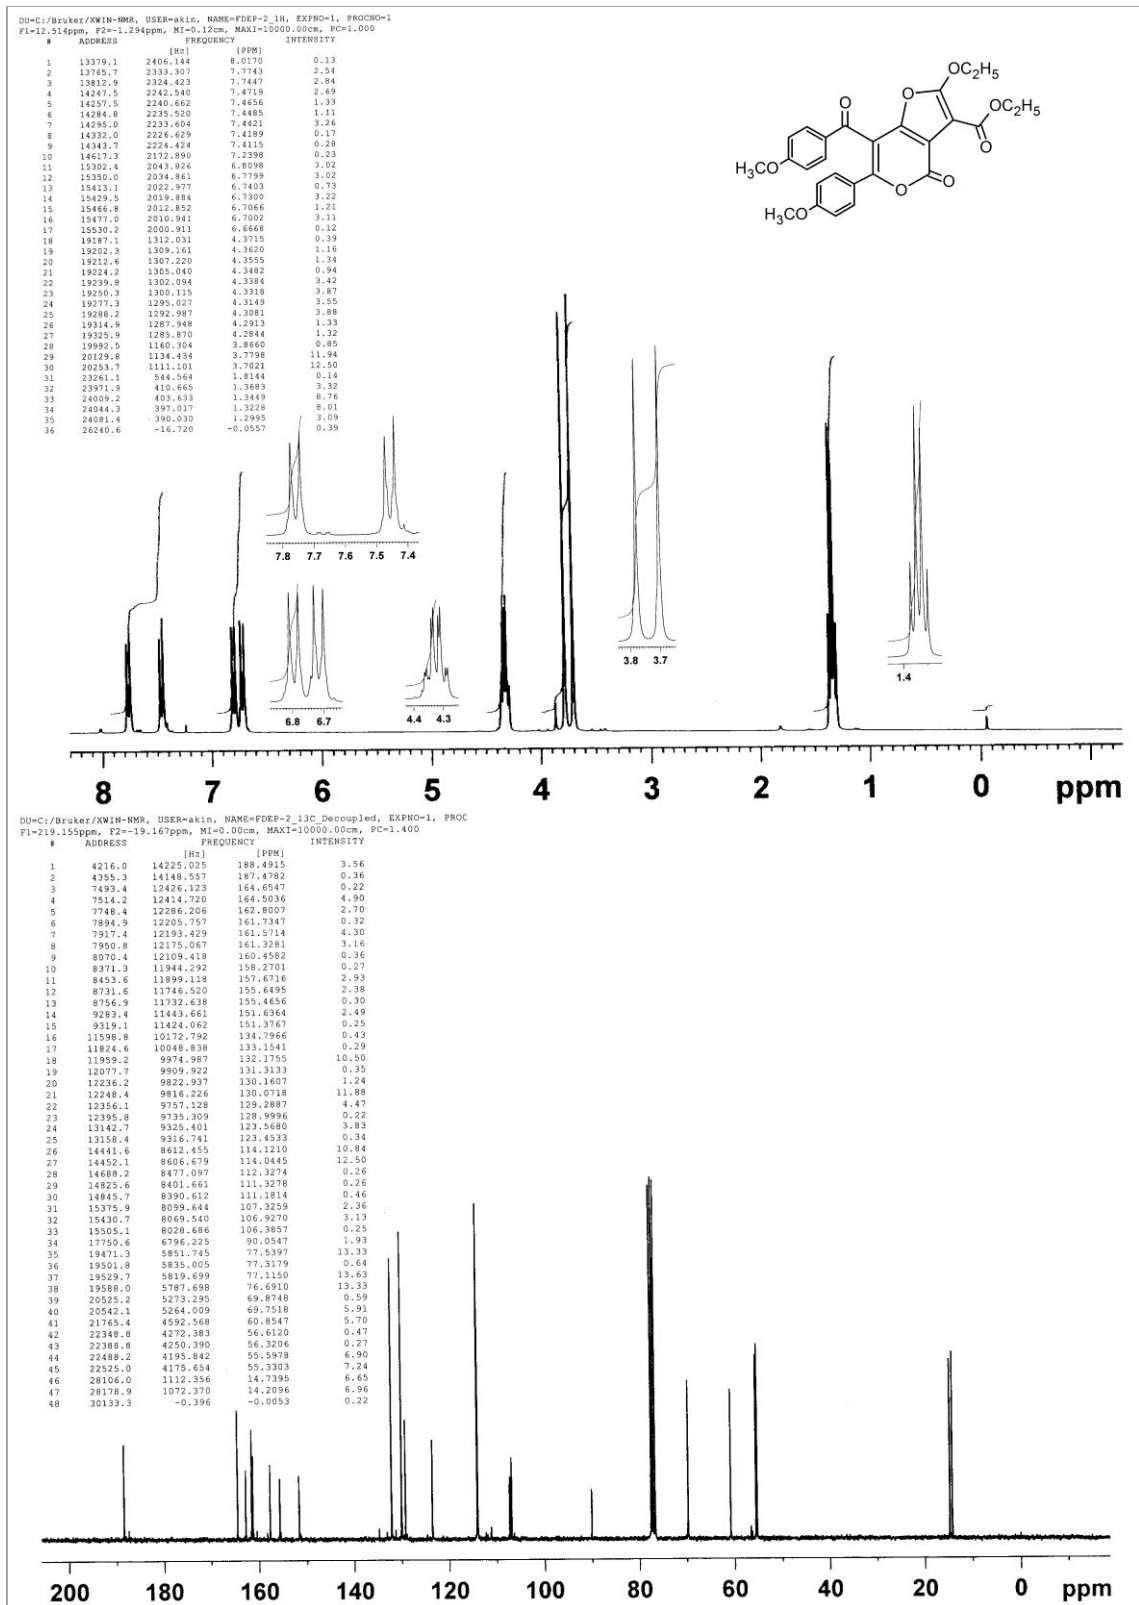 DU=C:/Bruker/XWIN-NMR, USER=akin, NAME=FDEP-2_1H, EXPNO=1, PROCNO=1
F1=12.514ppm, F2=-1.294ppm, MI=0.12cm, MAXI=10000.00cm, PC=1.000
# ADDRESS FREQUENCY INTENSITY
[Hz] [PPM]
1 13379.1 2406.144 8.0170 0.13
2 13765.7 2333.307 7.7743 2.54
3 13812.9 2324.423 7.7447 2.84
4 14247.5 2242.540 7.4719 2.69
5 14257.5 2240.662 7.4656 1.33
6 14284.8 2235.520 7.4485 1.11
7 14295.0 2233.604 7.4421 3.26
8 14332.0 2226.629 7.4189 0.17
9 14343.7 2224.424 7.4115 0.28
10 14617.3 2172.890 7.2398 0.23
11 15302.4 2043.826 6.8098 3.02
12 15350.0 2034.861 6.7799 3.02
13 15413.1 2022.977 6.7403 0.73
14 15429.5 2019.884 6.7300 3.22
15 15466.8 2012.852 6.7066 1.21
16 15477.0 2010.941 6.7002 3.11
17 15530.2 2000.911 6.6668 0.12
18 19187.1 1312.031 4.3715 0.39
19 19202.3 1309.161 4.3620 1.16
20 19212.6 1307.220 4.3555 1.34
21 19224.2 1305.040 4.3482 0.94
22 19239.8 1302.094 4.3384 3.42
23 19250.3 1300.115 4.3318 3.87
24 19277.3 1295.027 4.3149 3.55
25 19288.2 1292.987 4.3081 3.88
26 19314.9 1287.948 4.2913 1.33
27 19325.9 1285.870 4.2844 1.32
28 19992.5 1160.304 3.8660 0.85
29 20129.8 1134.434 3.7798 11.94
30 20253.7 1111.101 3.7021 12.50
31 23261.1 544.564 1.8144 0.14
32 23971.9 410.665 1.3683 3.32
33 24009.2 403.633 1.3449 8.76
34 24044.3 397.017 1.3228 8.01
35 24081.4 390.030 1.2995 3.09
36 26240.6 -16.720 -0.0557 0.39
OC2H5
O
O
OC2H5
O
H3CO
O
O
H3CO
7.8 7.7 7.6 7.5 7.4
6.8 6.7
4.4 4.3
3.8 3.7
1.4
8 7 6 5 4 3 2 1 0 ppm
DU=C:/Bruker/XWIN-NMR, USER=akin, NAME=FDEP-2_13C_Decoupled, EXPNO=1, PROC
F1=219.155ppm, F2=-19.167ppm, MI=0.00cm, MAXI=10000.00cm, PC=1.400
# ADDRESS FREQUENCY INTENSITY
[Hz] [PPM]
1 4216.0 14225.025 188.4915 3.56
2 4355.3 14148.557 187.4782 0.36
3 7493.4 12426.123 164.6547 0.22
4 7514.2 12414.720 164.5036 4.90
5 7748.4 12286.206 162.8007 2.70
6 7894.9 12205.757 161.7347 0.32
7 7917.4 12193.429 161.5714 4.30
8 7950.8 12175.067 161.3281 3.16
9 8070.4 12109.418 160.4582 0.36
10 8371.3 11944.292 158.2701 0.27
11 8453.6 11899.118 157.6716 2.93
12 8731.6 11746.520 155.6495 2.38
13 8756.9 11732.638 155.4656 0.30
14 9283.4 11443.661 151.6364 2.49
15 9319.1 11424.062 151.3767 0.25
16 11598.8 10172.792 134.7966 0.43
17 11824.6 10048.838 133.1541 0.29
18 11959.2 9974.987 132.1755 10.50
19 12077.7 9909.922 131.3133 0.35
20 12236.2 9822.937 130.1607 1.24
21 12248.4 9816.226 130.0718 11.88
22 12356.1 9757.128 129.2887 4.47
23 12395.8 9735.309 128.9996 0.22
24 13142.7 9325.401 123.5680 3.83
25 13158.4 9316.741 123.4533 0.34
26 14441.6 8612.455 114.1210 10.84
27 14452.1 8606.679 114.0445 12.50
28 14688.2 8477.097 112.3274 0.26
29 14825.6 8401.661 111.3278 0.26
30 14845.7 8390.612 111.1814 0.46
31 15375.9 8099.644 107.3259 2.36
32 15430.7 8069.540 106.9270 3.13
33 15505.1 8028.686 106.3857 0.25
34 17750.6 6796.225 90.0547 1.93
35 19471.3 5851.745 77.5397 13.33
36 19501.8 5835.005 77.3179 0.64
37 19529.7 5819.699 77.1150 13.63
38 19588.0 5787.698 76.6910 13.33
39 20525.2 5273.295 69.8748 0.59
40 20542.1 5264.009 69.7518 5.91
41 21765.4 4592.568 60.8547 5.70
42 22348.8 4272.383 56.6120 0.47
43 22388.8 4250.390 56.3206 0.27
44 22488.2 4195.842 55.5978 6.90
45 22525.0 4175.654 55.3303 7.24
46 28106.0 1112.356 14.7395 6.65
47 28178.9 1072.370 14.2096 6.96
48 30133.3 -0.396 -0.0053 0.22
200 180 160 140 120 100 80 60 40 20 0 ppm